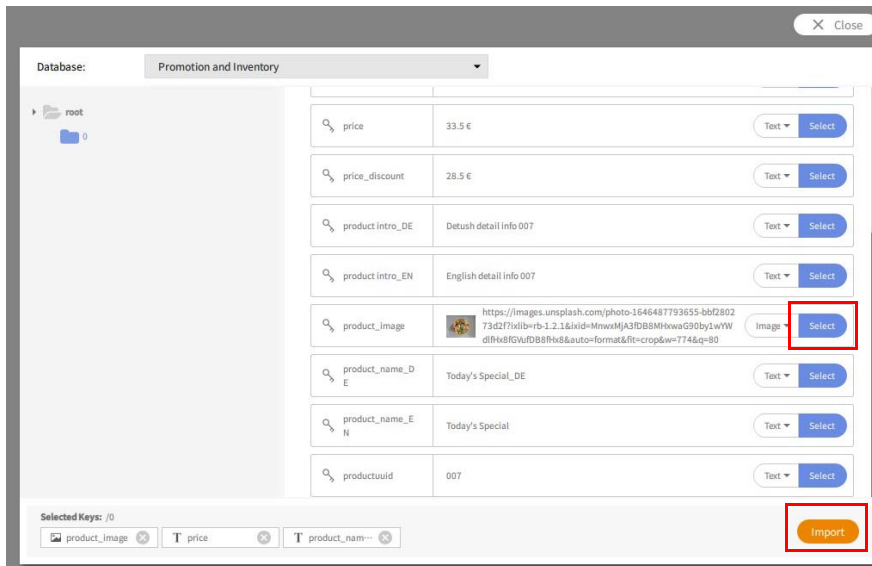 Close
Database: Promotion and Inventory
root
0
price 33.5 € Text Select
price_discount 28.5 € Text Select
product intro_DE Detush detail info 007 Text Select
product intro_EN English detail info 007 Text Select
https://images.unsplash.com/photo-1646487793655-bbf2802
product_image 73d2f?ixlib=rb-1.2.1&ixid=MnwxMjA3fDB8MHxwaG90by1wYW Image Select
dlfHx8fGVufDB8fHx8&auto=format&fit=crop&w=774&q=80
product_name_D
E Today's Special_DE Text Select
product_name_E
N Today's Special Text Select
productuuid 007 Text Select
Selected Keys: /0
product_image T price T product_nam···
Import